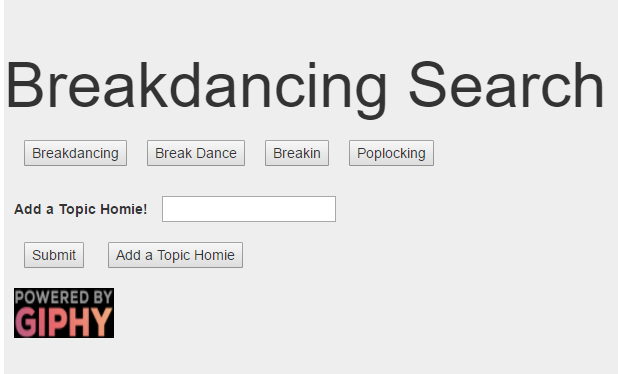 Breakdancing Search
Breakdancing Break Dance Breakin Poplocking
Add a Topic Homie!
Submit Add a Topic Homie
POWERED BY
GIPHY